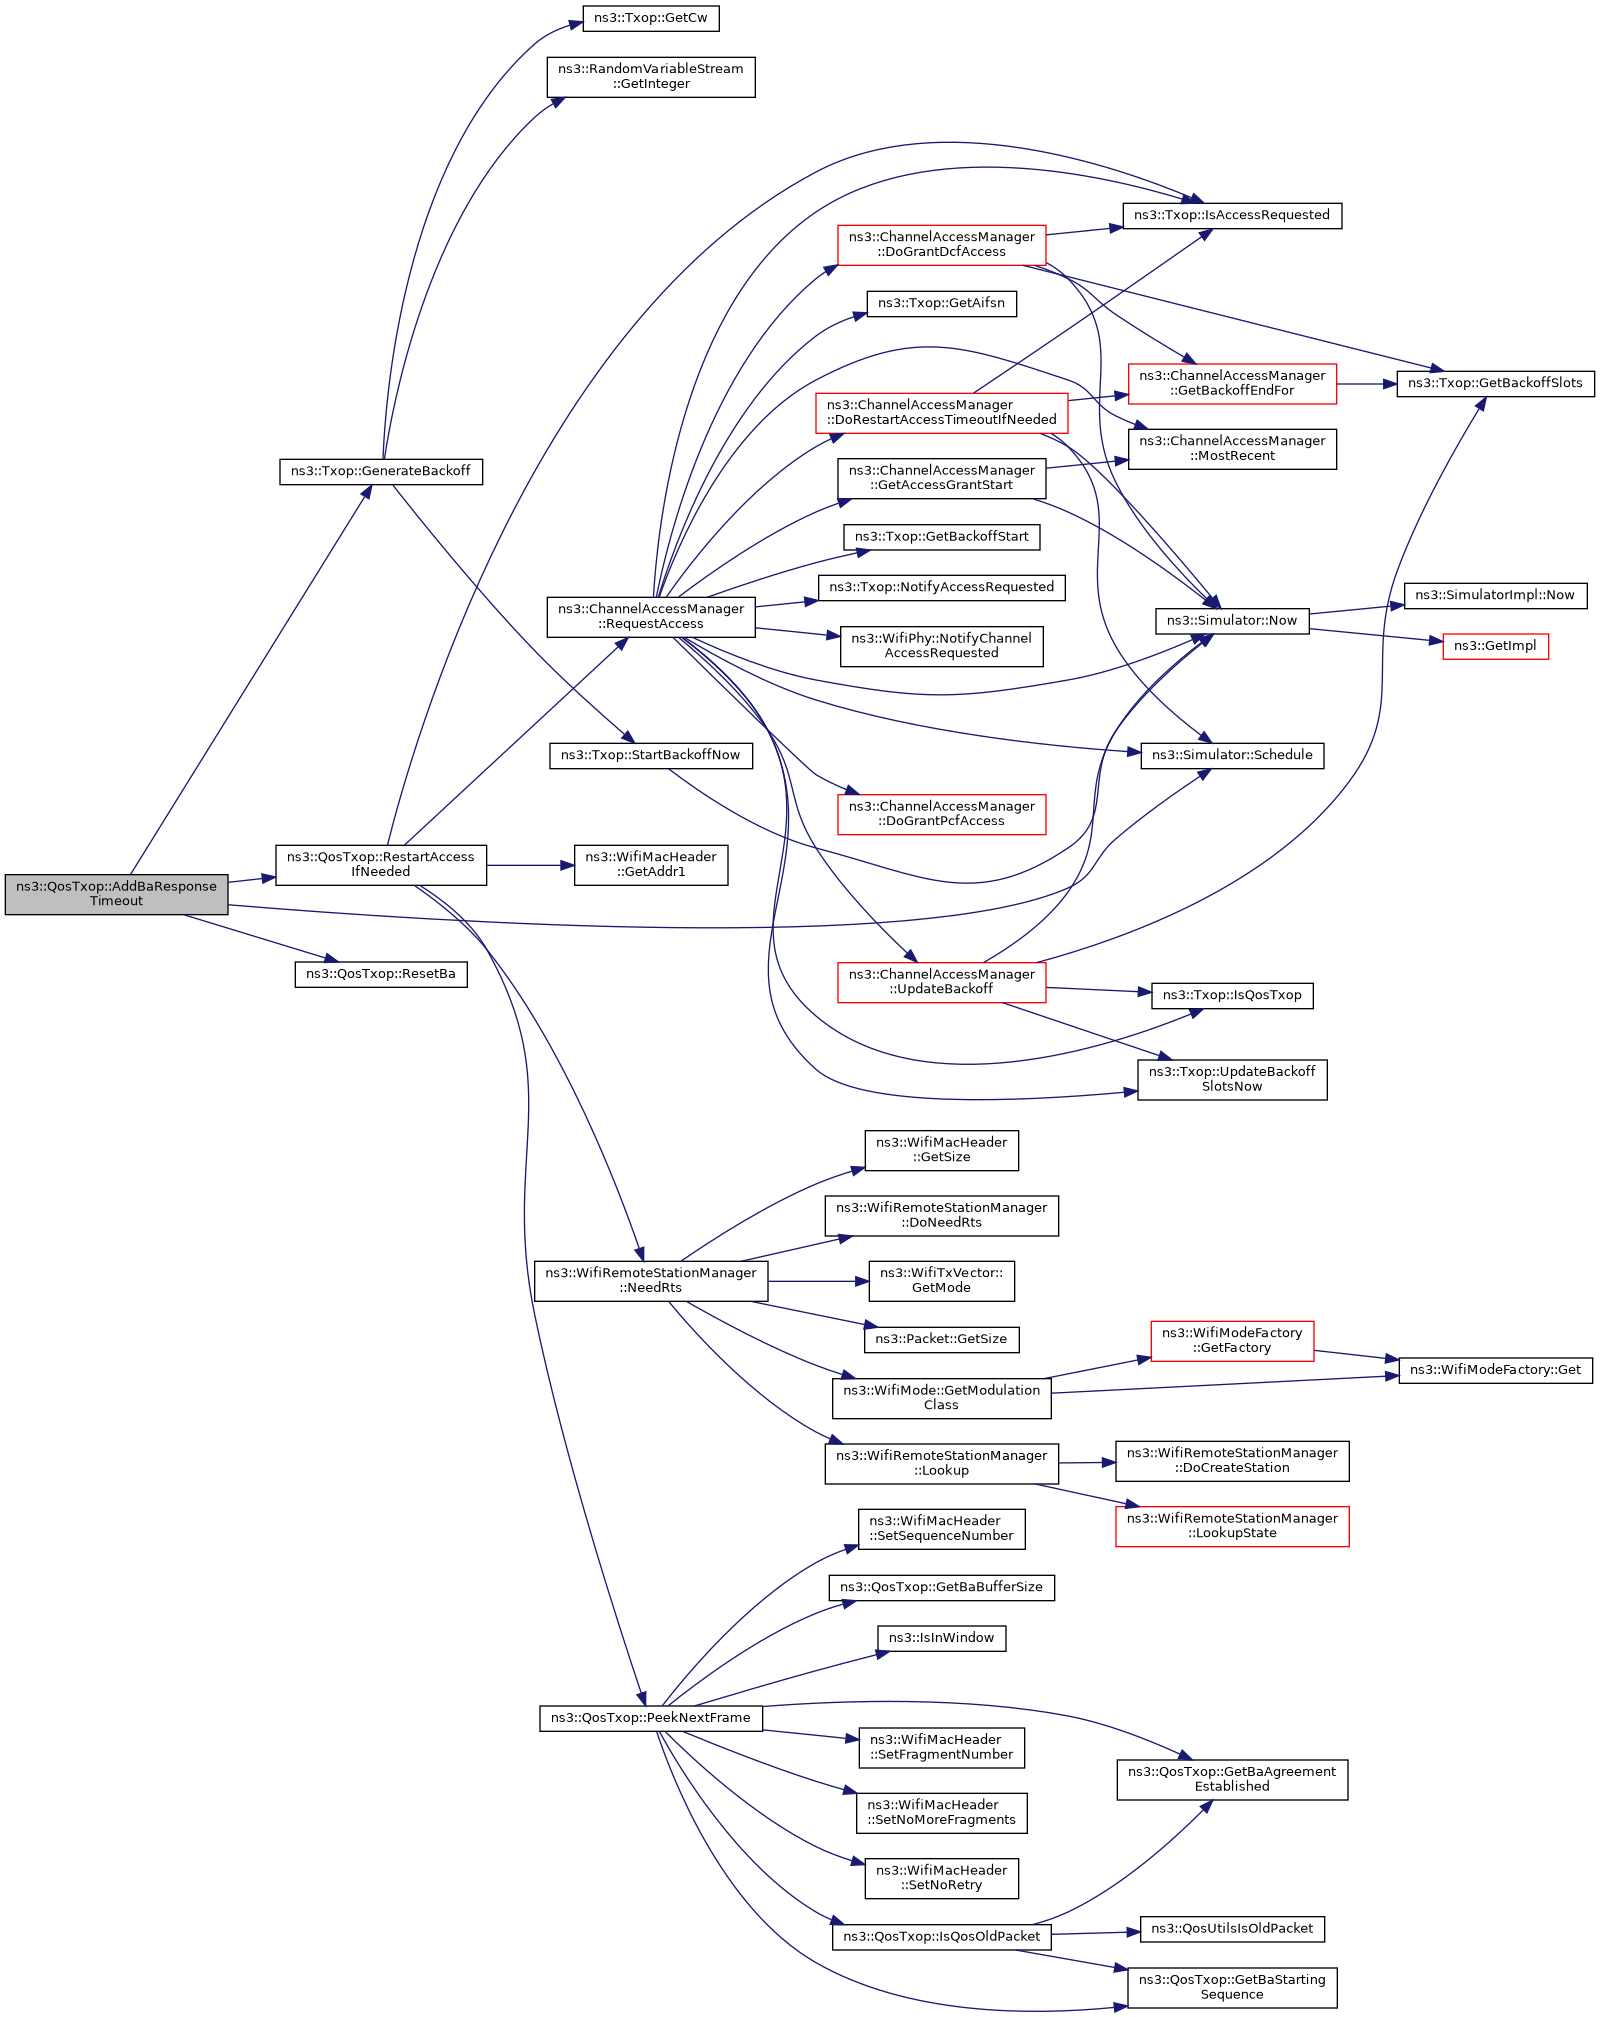 ns3::Txop::GetCw
ns3::RandomVariableStream
::GetInteger
ns3::Txop::IsAccessRequested
ns3::ChannelAccessManager
::DoGrantDcfAccess
ns3::Txop::GetAifsn
ns3::ChannelAccessManager
::GetBackoffEndFor
ns3::Txop::GetBackoffSlots
ns3::ChannelAccessManager
::DoRestartAccessTimeoutIfNeeded
ns3::ChannelAccessManager
::MostRecent
ns3::Txop::GenerateBackoff
ns3::ChannelAccessManager
::GetAccessGrantStart
ns3::Txop::GetBackoffStart
ns3::Txop::NotifyAccessRequested
ns3::SimulatorImpl::Now
ns3::ChannelAccessManager
::RequestAccess
ns3::Simulator::Now
ns3::WifiPhy::NotifyChannel
AccessRequested
ns3::GetImpl
ns3::Txop::StartBackoffNow
ns3::Simulator::Schedule
ns3::ChannelAccessManager
::DoGrantPcfAccess
ns3::QosTxop::RestartAccess
IfNeeded
ns3::WifiMacHeader
::GetAddr1
ns3::QosTxop::AddBaResponse
Timeout
ns3::QosTxop::ResetBa
ns3::ChannelAccessManager
::UpdateBackoff
ns3::Txop::IsQosTxop
ns3::Txop::UpdateBackoff
SlotsNow
ns3::WifiMacHeader
::GetSize
ns3::WifiRemoteStationManager
::DoNeedRts
ns3::WifiRemoteStationManager
::NeedRts
ns3::WifiTxVector::
GetMode
ns3::Packet::GetSize
ns3::WifiModeFactory
::GetFactory
ns3::WifiModeFactory::Get
ns3::WifiMode::GetModulation
Class
ns3::WifiRemoteStationManager
::Lookup
ns3::WifiRemoteStationManager
::DoCreateStation
ns3::WifiRemoteStationManager
::LookupState
ns3::WifiMacHeader
::SetSequenceNumber
ns3::QosTxop::GetBaBufferSize
ns3::IsInWindow
ns3::QosTxop::PeekNextFrame
ns3::WifiMacHeader
::SetFragmentNumber
ns3::QosTxop::GetBaAgreement
Established
ns3::WifiMacHeader
::SetNoMoreFragments
ns3::WifiMacHeader
::SetNoRetry
ns3::QosTxop::IsQosOldPacket
ns3::QosUtilsIsOldPacket
ns3::QosTxop::GetBaStarting
Sequence